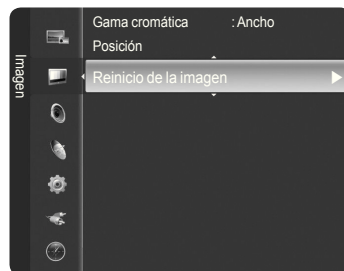 Imagen
Gama cromática : Ancho
Posición
Reinicio de la imagen